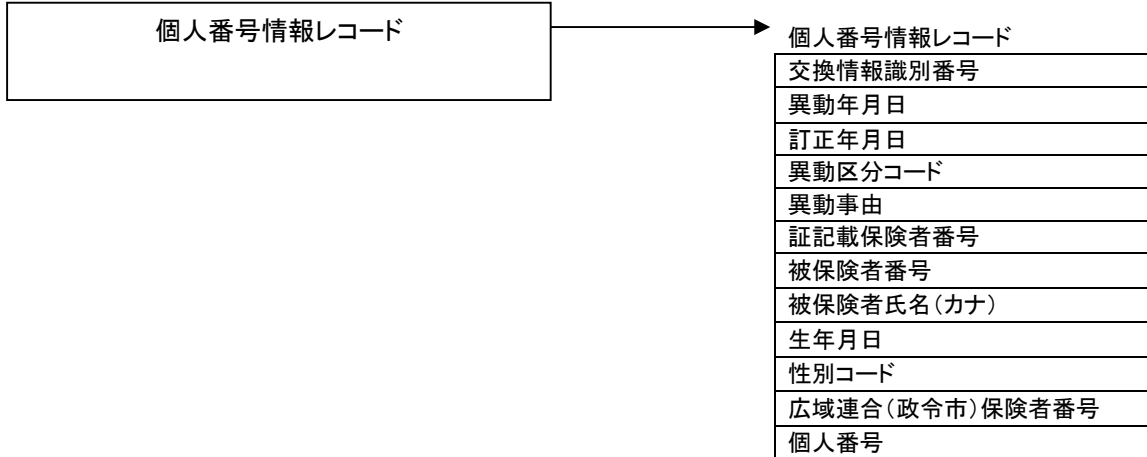 個人番号情報レコード
個人番号情報レコード
交換情報識別番号
異動年月日
訂正年月日
異動区分コード
異動事由
証記載保険者番号
被保険者番号
被保険者氏名(カナ)
生年月日
性別コード
広域連合(政令市)保険者番号
個人番号